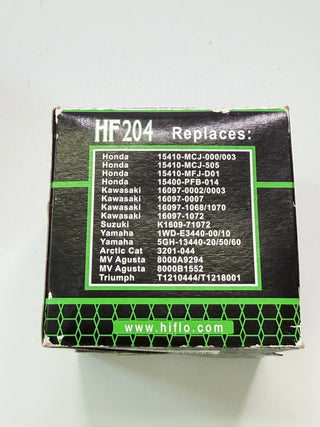 HF204 Replaces:
Honda 15410-MCJ-000/003
Honda 15410-MCJ-505
Honda 15410-MFJ-D01
Honda 15400-PFB-014
Kawasaki 16097-0002/0003
Kawasaki 16097-0007
Kawasaki 16097-1068/1070
Kawasaki 16097-1072
Suzuki K1609-71072
Yamaha 1WD-E3440-00/10
Yamaha 5GH-13440-20/50/60
Arctic Cat 3201-044
MV Agusta 8000A9294
MV Agusta 8000B1552
Triumph T1210444/T1218001
www.hiflo.com